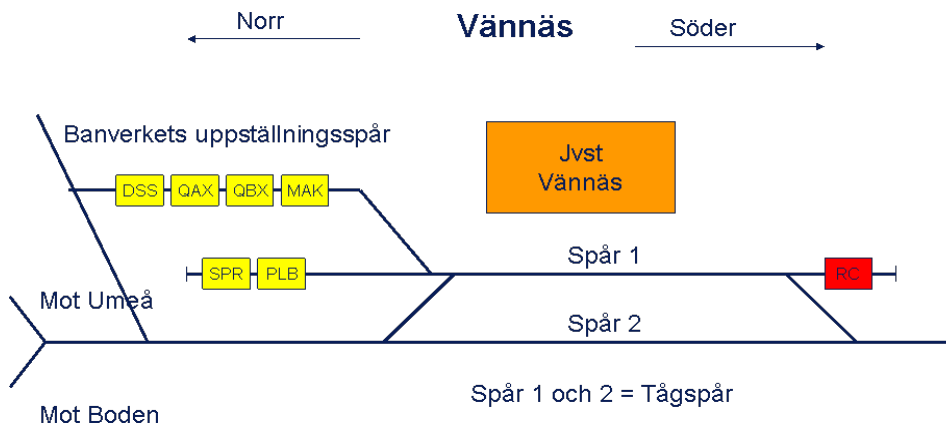 Norr
Vännäs
Söder
Banverkets uppställningsspår
Jvst
Vännäs
DSS
QAX
QBX
MAK
Spår 1
SPR
PLB
RC
Mot Umeå
Spår 2
Spår 1 och 2 = Tågspår
Mot Boden